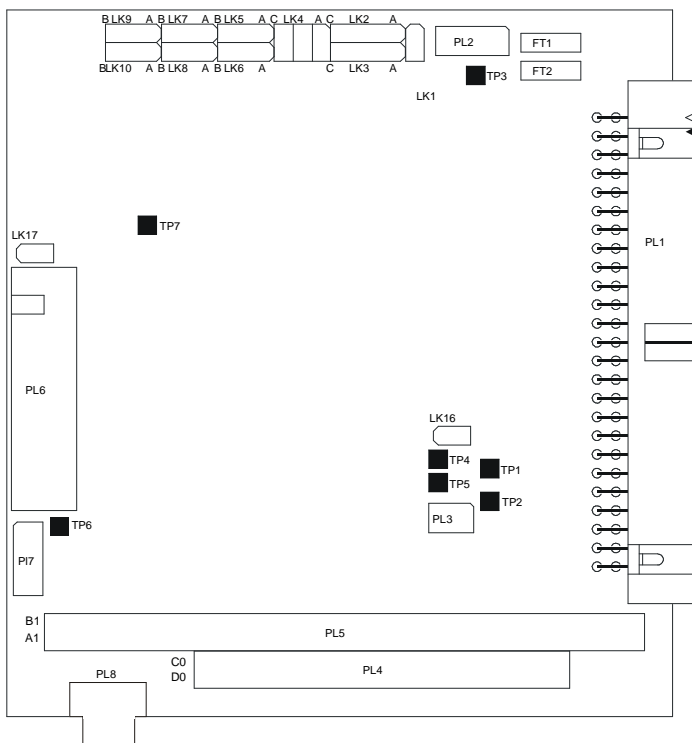 B LK9 A B LK7 A B LK5 A C LK4 A C LK2 A
BLK10 A B LK8 A B LK6 A C LK3 A
PL2
FT1
FT2
TP3
LK1
TP7
PL1
LK17
PL6
LK16
TP4
TP1
TP5
TP2
PL3
TP6
Pl7
B1
A1
PL5
C0
D0
PL4
PL8